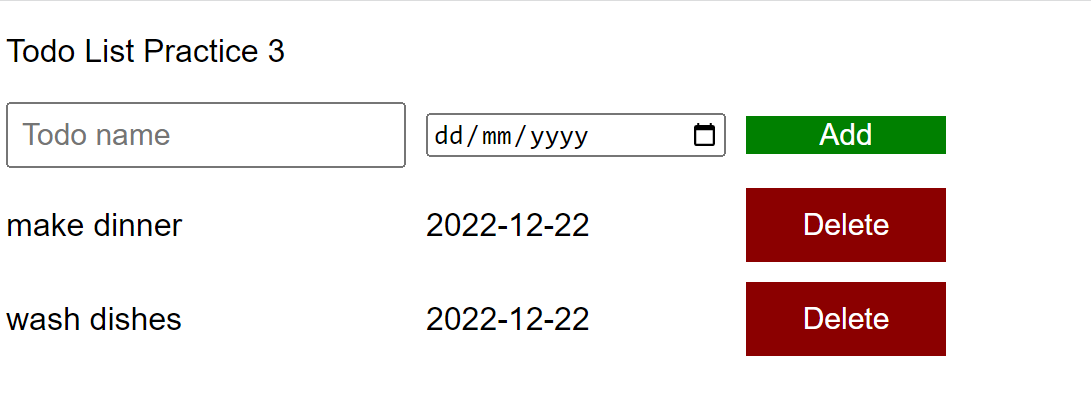 Todo List Practice 3
Todo name dd/mm/yyyy Add
make dinner 2022-12-22 Delete
wash dishes 2022-12-22 Delete